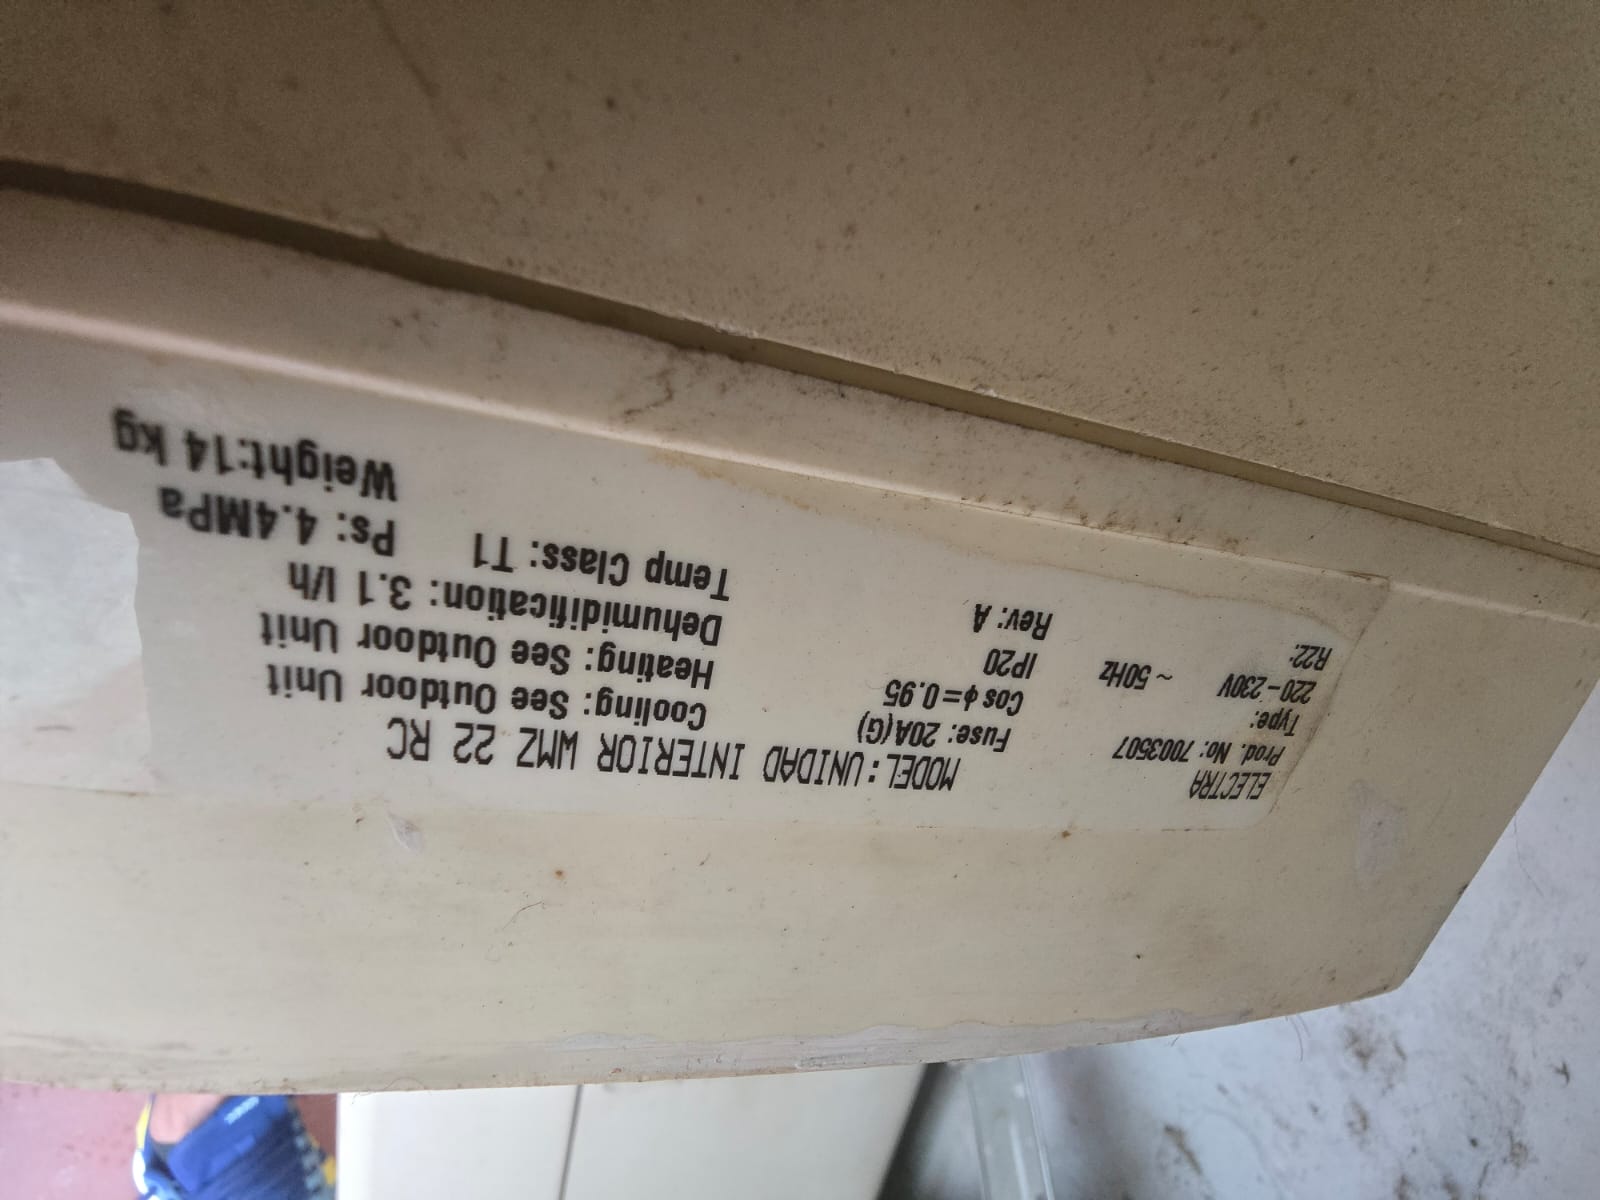 ELECTRA
MODEL: UNIDAD INTERIOR WMZ 22 RC
Prod. No: 7003507
Fuse: 20A(G)
Cooling: See Outdoor Unit
Type:
Cos ϕ=0.95
Heating: See Outdoor Unit
220-230V ~ 50Hz
IP20
Dehumidification: 3.1 l/h
R22:
Rev: A
Temp Class: T1
Ps: 4.4MPa
Weight:14 kg